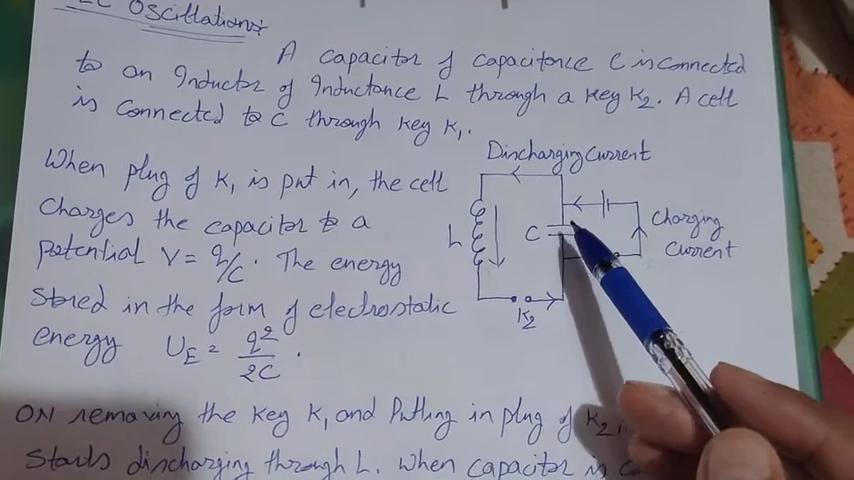 LC Oscillations:
A capacitor of capacitance C is connected
to an Inductor of Inductance L through a Key K₂. A cell
is connected to C through key K₁.
When plug of K₁ is put in, the cell
charges the capacitor to a
potential V = q/C. The energy
stored in the form of electrostatic
energy U_E = q²/2C.
Discharging Current
L
C
Charging
Current
K₂
ON removing the Key K₁ and Putting in plug of K₂,
Starts discharging through L. When capacitor is